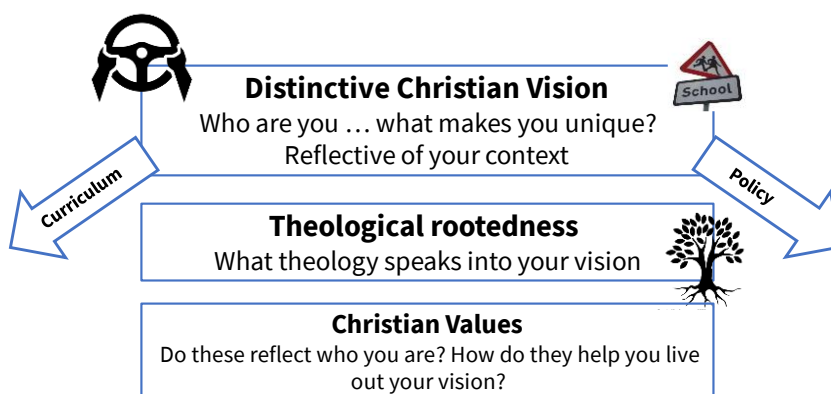 Distinctive Christian Vision
Who are you … what makes you unique?
Reflective of your context
School
Curriculum
Policy
Theological rootedness
What theology speaks into your vision
Christian Values
Do these reflect who you are? How do they help you live
out your vision?